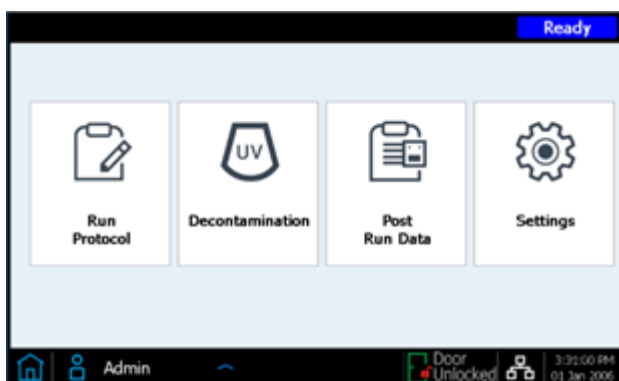 Ready
UV
Run
Protocol
Decontamination
Post
Run Data
Settings
Admin
Door
Unlocked
3:31:00 PM
01 Jan 2006